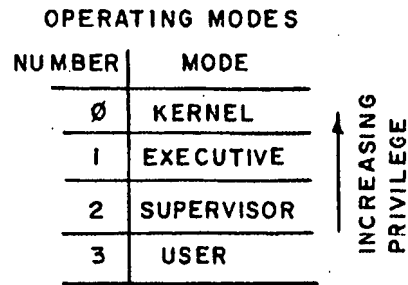 OPERATING MODES
NUMBER MODE
Ø KERNEL
1 EXECUTIVE
2 SUPERVISOR
3 USER
INCREASING
PRIVILEGE